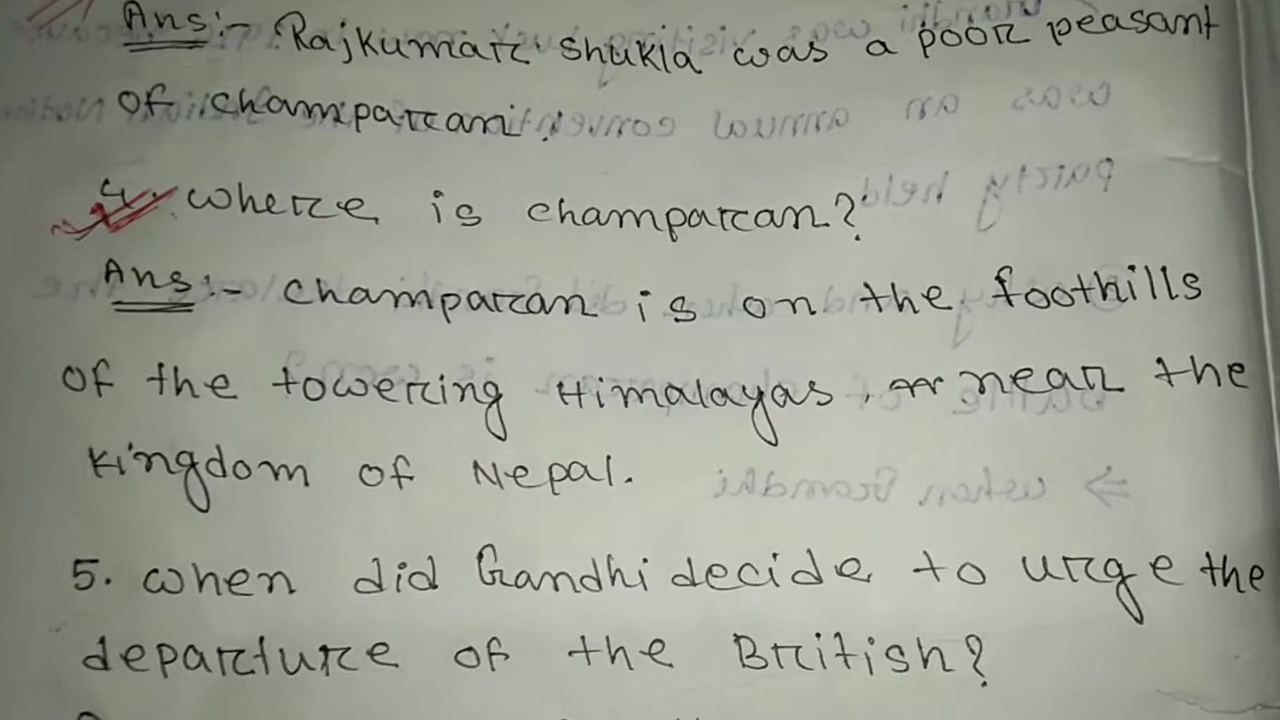 Ans:- Rajkumar Shukla was a poor peasant
of champaran.
4. Where is champaran?
Ans:- Champaran is on the foothills
of the towering Himalayas, near the
kingdom of Nepal.
5. When did Gandhi decide to urge the
departure of the British?